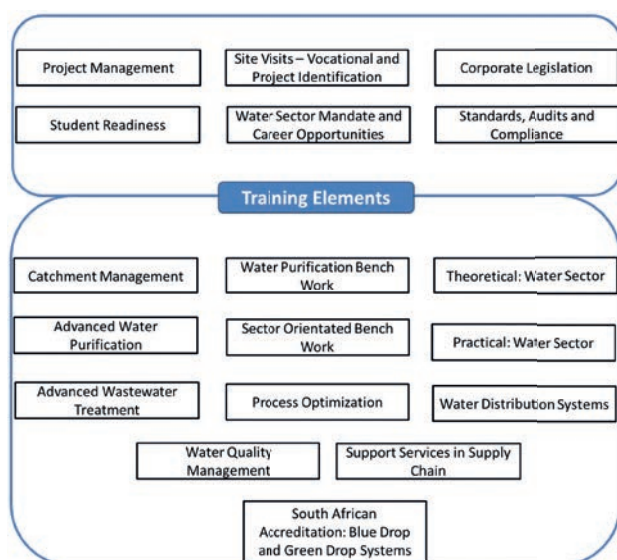 Project Management
Site Visits – Vocational and
Project Identification
Corporate Legislation
Student Readiness
Water Sector Mandate and
Career Opportunities
Standards, Audits and
Compliance
Training Elements
Catchment Management
Water Purification Bench
Work
Theoretical: Water Sector
Advanced Water
Purification
Sector Orientated Bench
Work
Practical: Water Sector
Advanced Wastewater
Treatment
Process Optimization
Water Distribution Systems
Water Quality
Management
Support Services in Supply
Chain
South African
Accreditation: Blue Drop
and Green Drop Systems